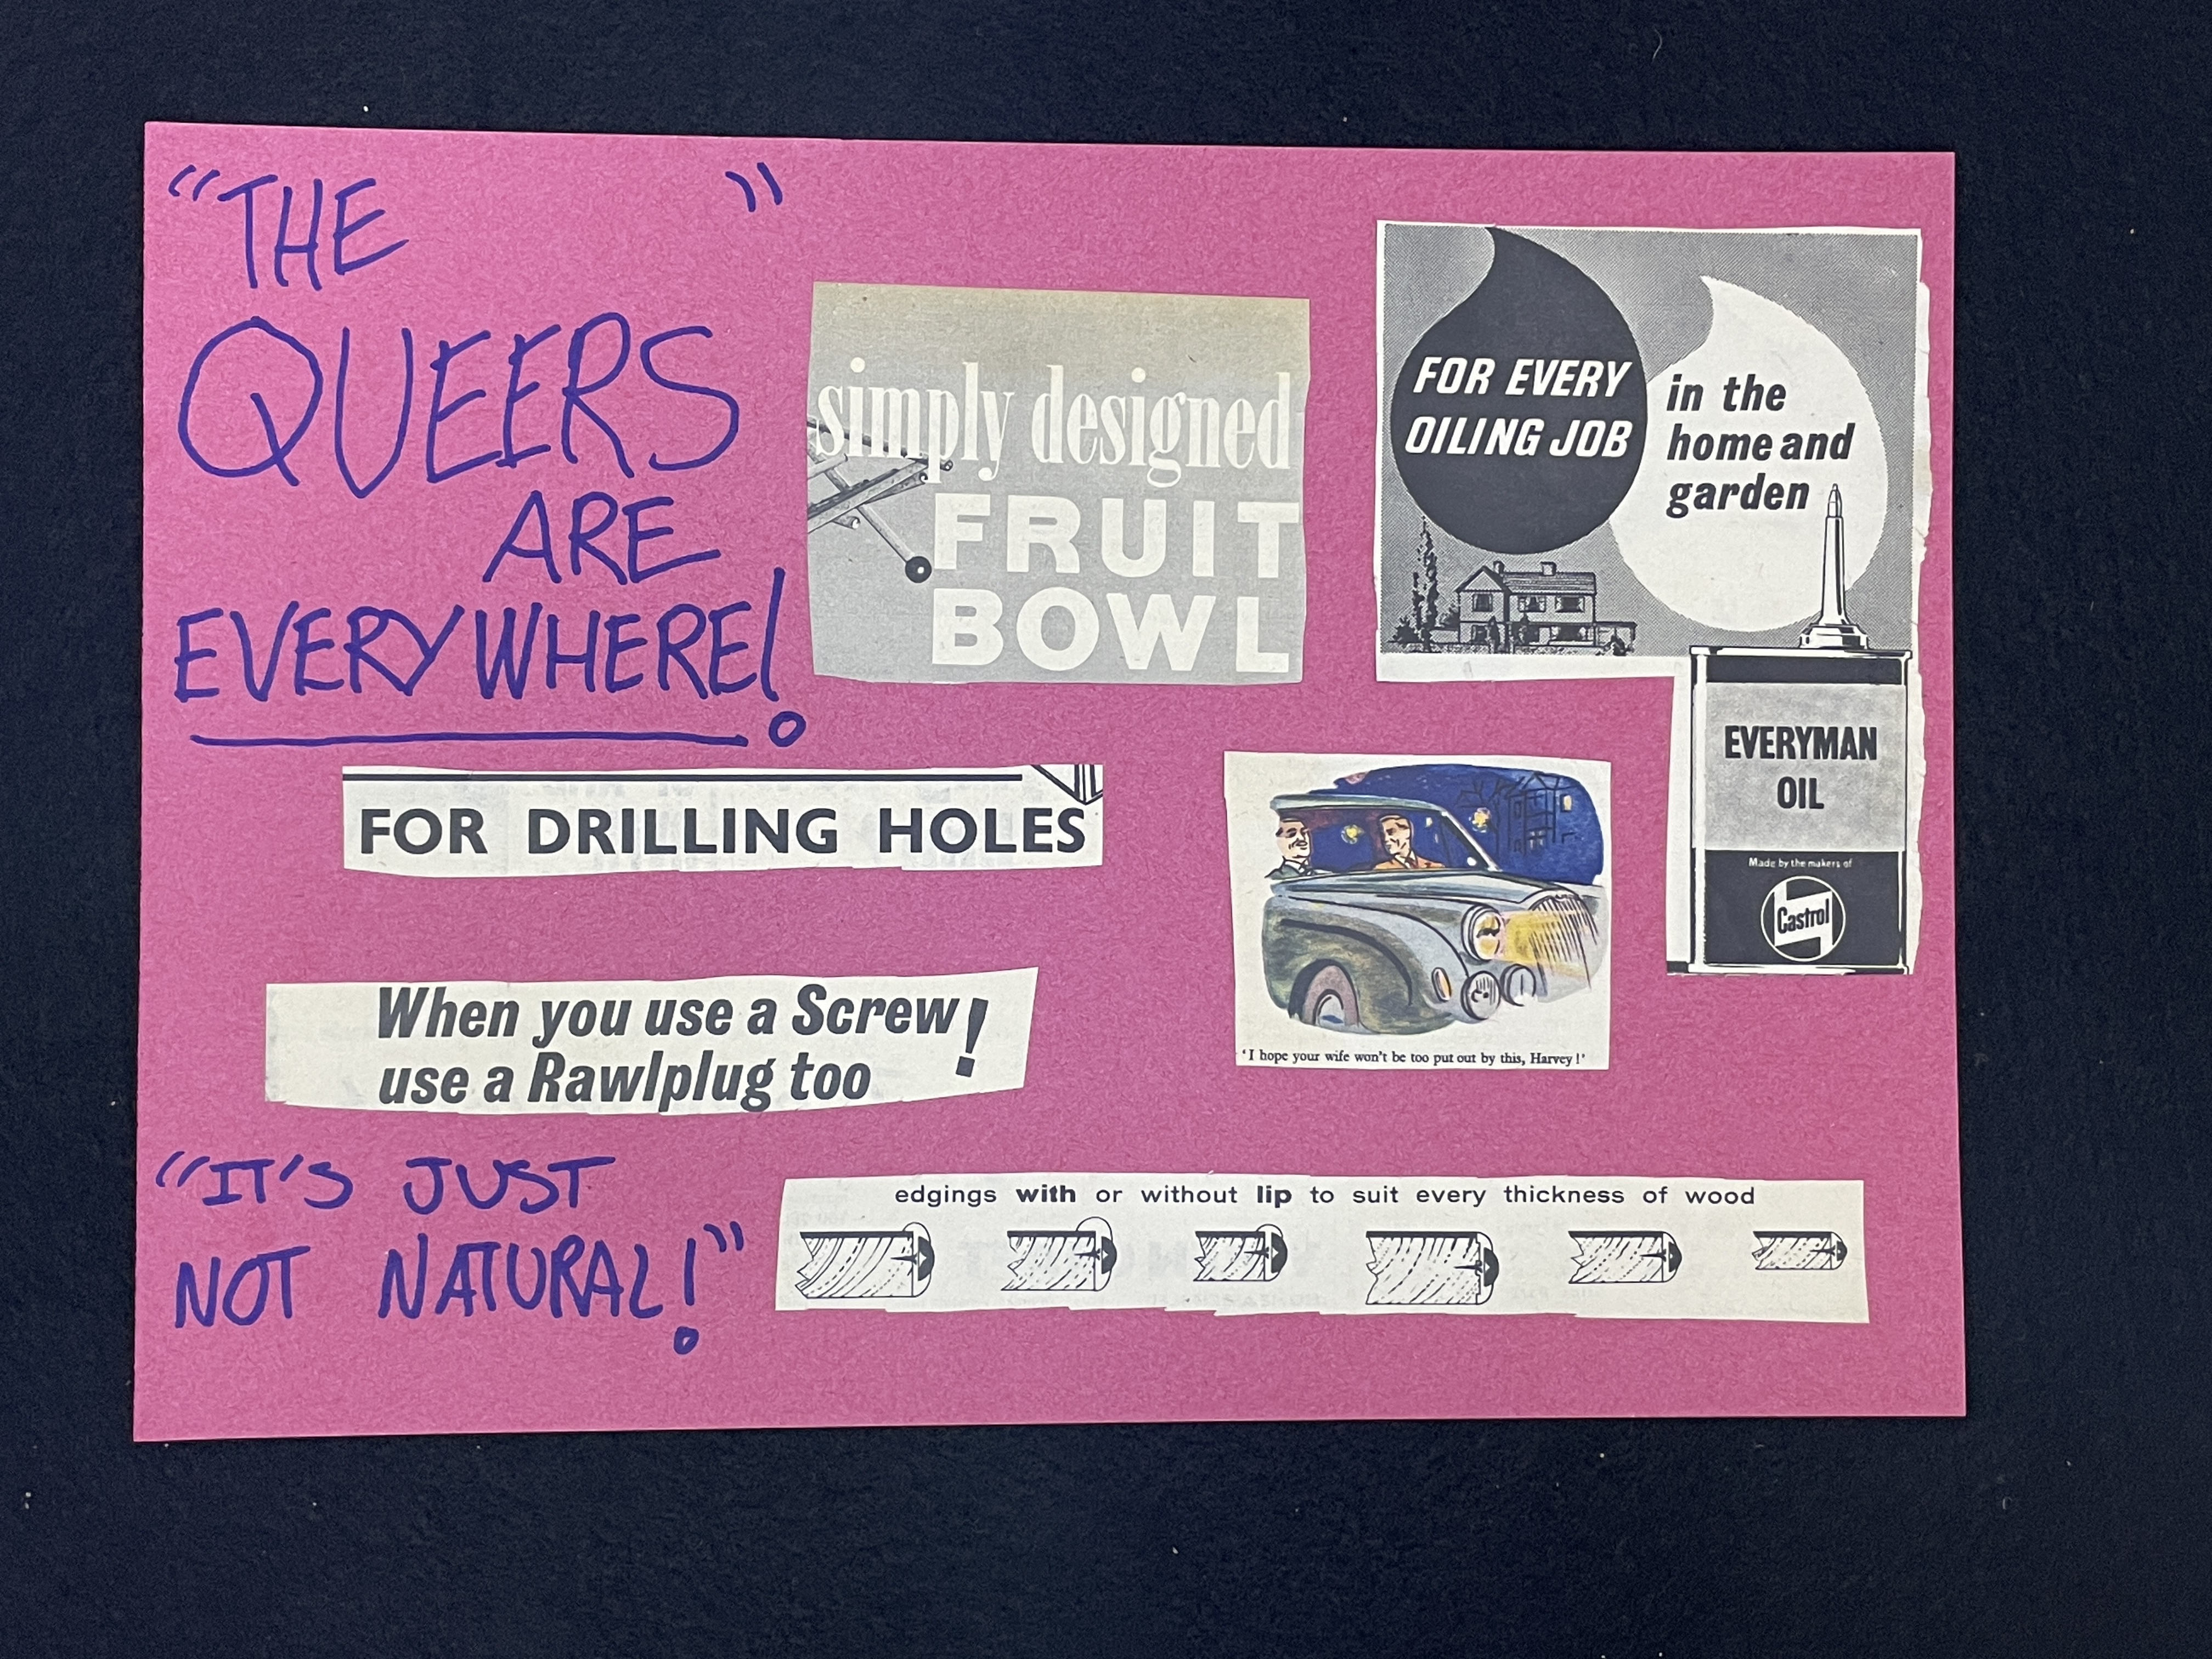 "THE "
QUEERS
ARE
EVERYWHERE!
simply designed
FRUIT
BOWL
FOR EVERY
OILING JOB
in the
home and
garden
EVERYMAN
OIL
Made by the makers of
Castrol
FOR DRILLING HOLES
'I hope your wife won't be too put out by this, Harvey!'
When you use a Screw
use a Rawlplug too!
"IT'S JUST
NOT NATURAL!"
edgings with or without lip to suit every thickness of wood